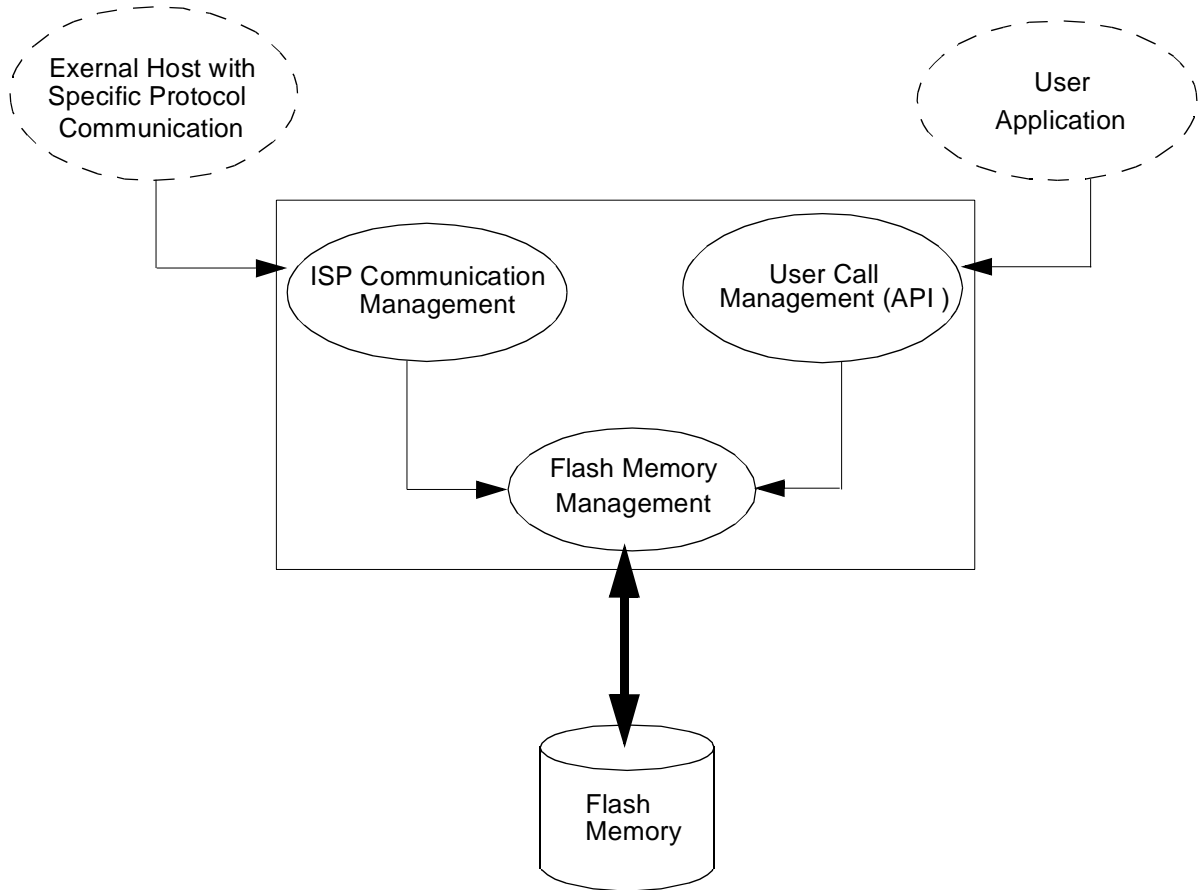 Exernal Host with
Specific Protocol
Communication
User
Application
ISP Communication
Management
User Call
Management (API )
Flash Memory
Management
Flash
Memory